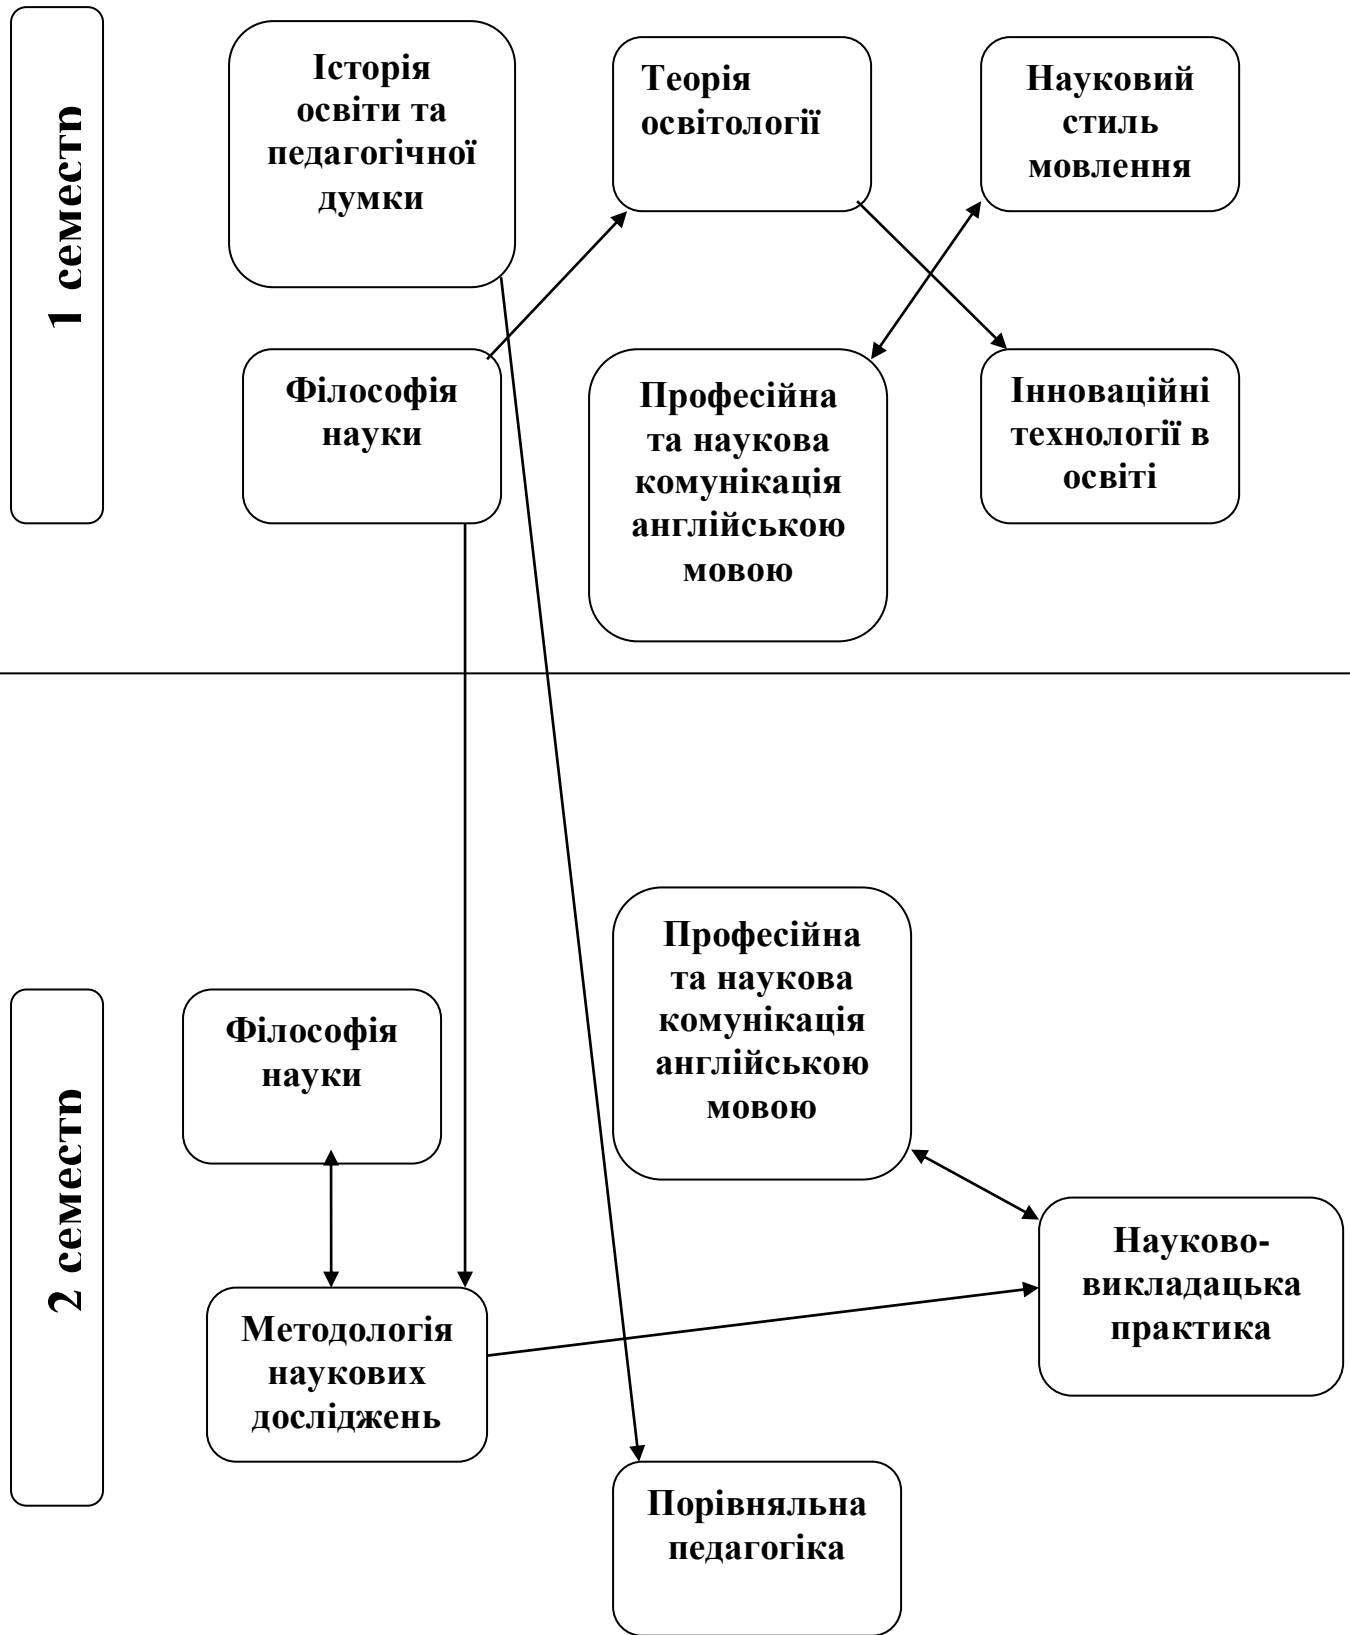 1 семестр
Історія
освіти та
педагогічної
думки
Теорія
освітології
Науковий
стиль
мовлення
Філософія
науки
Професійна
та наукова
комунікація
англійською
мовою
Інноваційні
технології в
освіті
2 семестр
Філософія
науки
Професійна
та наукова
комунікація
англійською
мовою
Науково-
викладацька
практика
Методологія
наукових
досліджень
Порівняльна
педагогіка